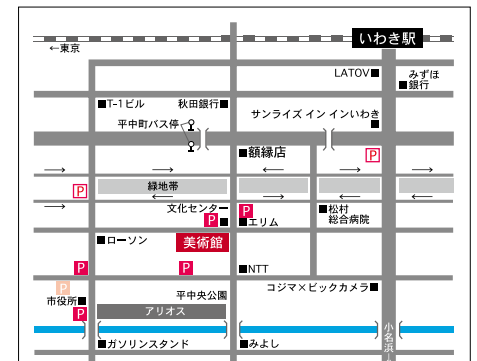 いわき駅
←東京
LATOV
みずほ
銀行
T-1ビル
秋田銀行
サンライズ イン インいわき
平中町バス停
額縁店
P
P
緑地帯
文化センター
P
P
エリム
松村
総合病院
ローソン
美術館
P
P
NTT
P
市役所
P
平中央公園
コジマ×ビックカメラ
アリオス
小名浜↓
ガソリンスタンド
みよし